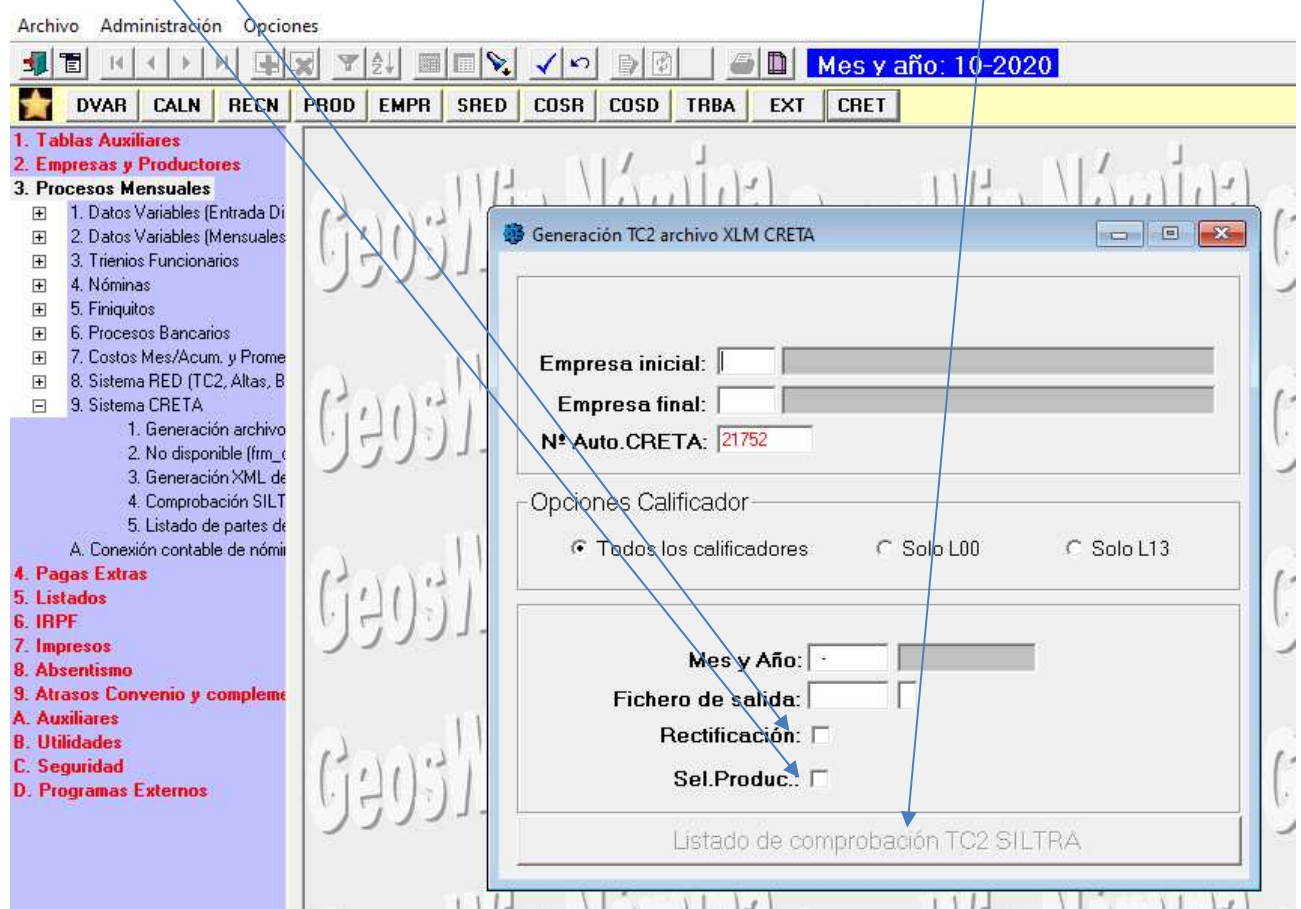 Archivo Administración Opciones
Mes y año: 10-2020
DVAR CALN RECN PROD EMPR SRED COSR COSD TRBA EXT CRET
1. Tablas Auxiliares
2. Empresas y Productores
3. Procesos Mensuales
1. Datos Variables (Entrada Di
2. Datos Variables (Mensuales
3. Trienios Funcionarios
4. Nóminas
5. Finiquitos
6. Procesos Bancarios
7. Costos Mes/Acum. y Prome
8. Sistema RED (TC2, Altas, B
9. Sistema CRETA
1. Generación archivo
2. No disponible (frm_c
3. Generación XML de
4. Comprobación SILT
5. Listado de partes de
A. Conexión contable de nómi
4. Pagas Extras
5. Listados
6. IRPF
7. Impresos
8. Absentismo
9. Atrasos Convenio y compleme
A. Auxiliares
B. Utilidades
C. Seguridad
D. Programas Externos
GeosWin Nómina
Generación TC2 archivo XLM CRETA
Empresa inicial:
Empresa final:
Nº Auto.CRETA: 21752
Opciones Calificador
Todos los calificadores Solo L00 Solo L13
Mes y Año: -
Fichero de salida:
Rectificación:
Sel.Produc..:
Listado de comprobación TC2 SILTRA